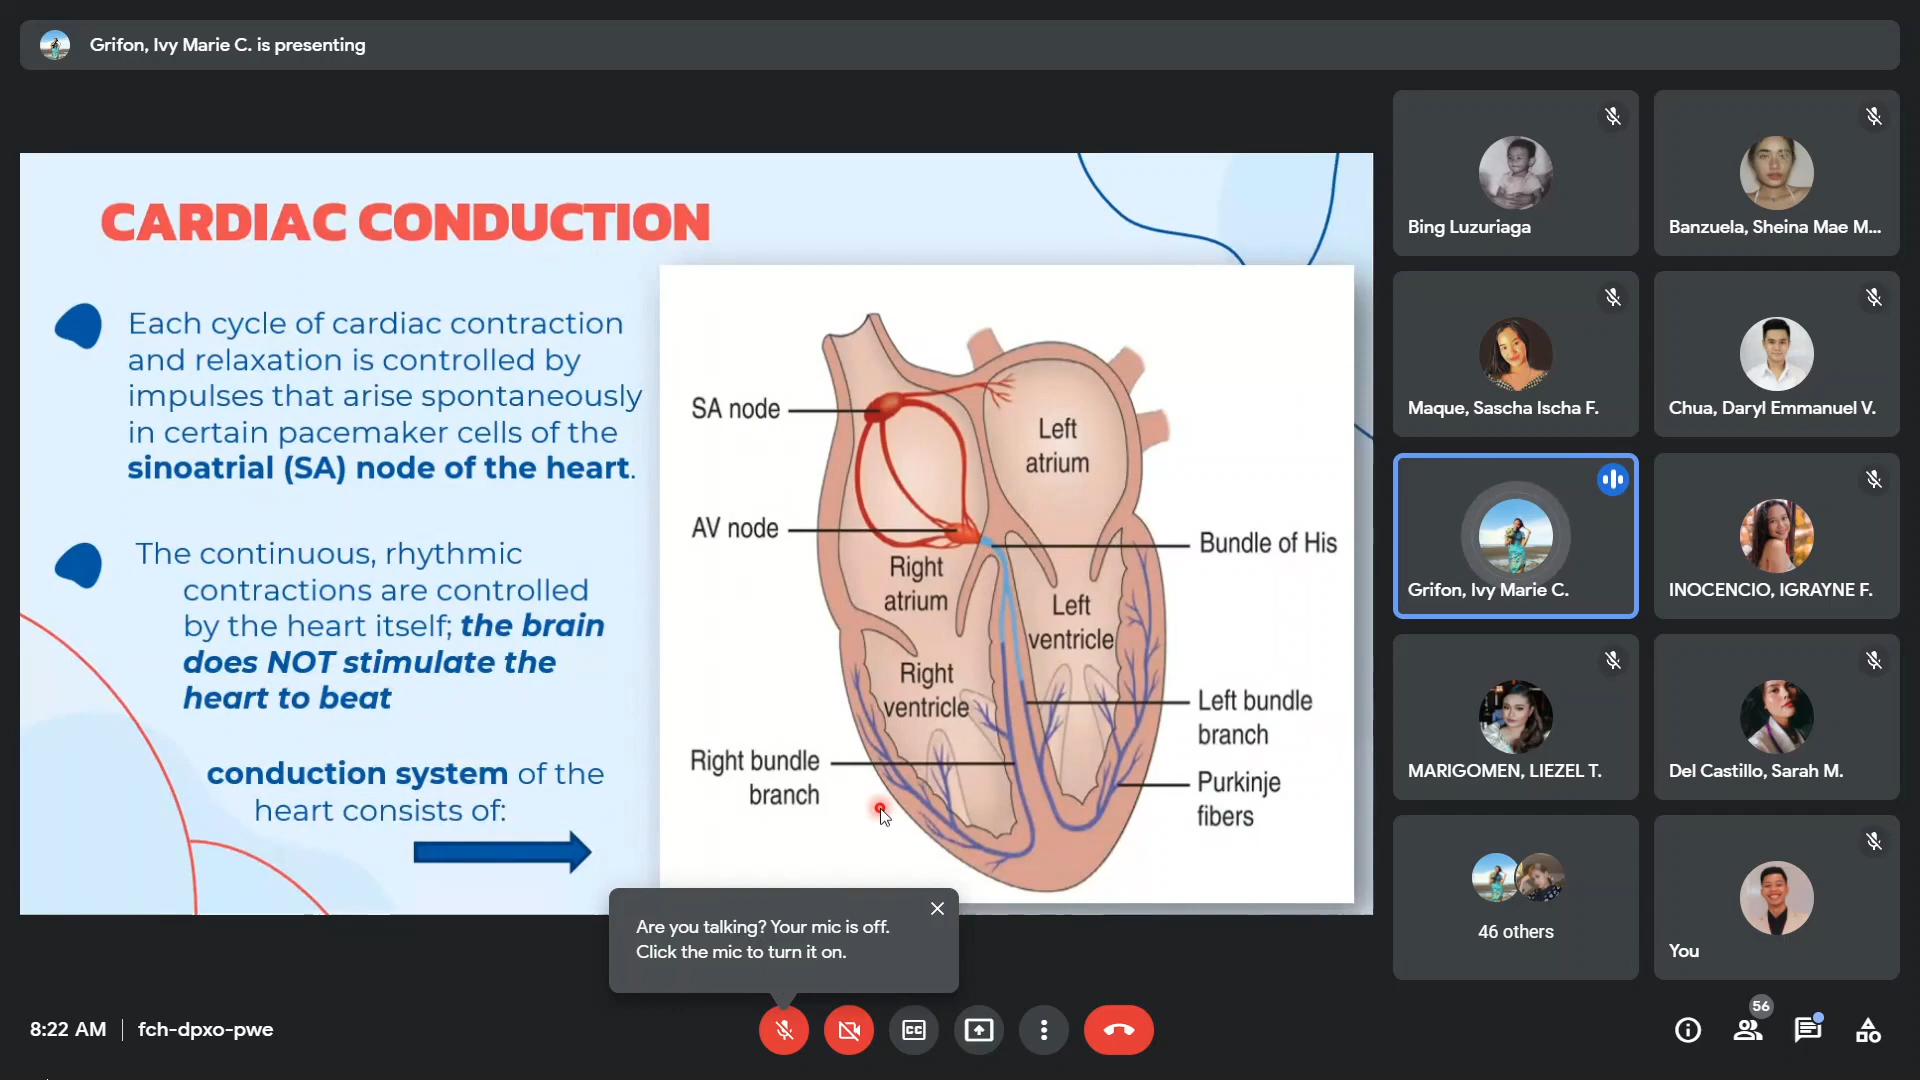 Grifon, Ivy Marie C. is presenting
CARDIAC CONDUCTION
Each cycle of cardiac contraction
and relaxation is controlled by
impulses that arise spontaneously
in certain pacemaker cells of the
sinoatrial (SA) node of the heart.
The continuous, rhythmic
contractions are controlled
by the heart itself; the brain
does NOT stimulate the
heart to beat
conduction system of the
heart consists of:
SA node
AV node
Left
atrium
Right
atrium
Bundle of His
Left
ventricle
Right
ventricle
Left bundle
branch
Right bundle
branch
Purkinje
fibers
Bing Luzuriaga
Banzuela, Sheina Mae M...
Maque, Sascha Ischa F.
Chua, Daryl Emmanuel V.
Grifon, Ivy Marie C.
INOCENCIO, IGRAYNE F.
MARIGOMEN, LIEZEL T.
Del Castillo, Sarah M.
46 others
You
Are you talking? Your mic is off.
Click the mic to turn it on.
8:22 AM
fch-dpxo-pwe
CC
56